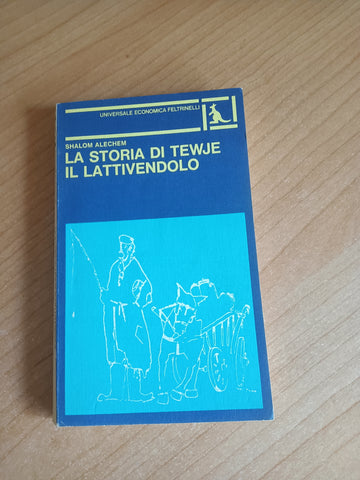 UNIVERSALE ECONOMICA FELTRINELLI
SHALOM ALECHEM
LA STORIA DI TEWJE
IL LATTIVENDOLO